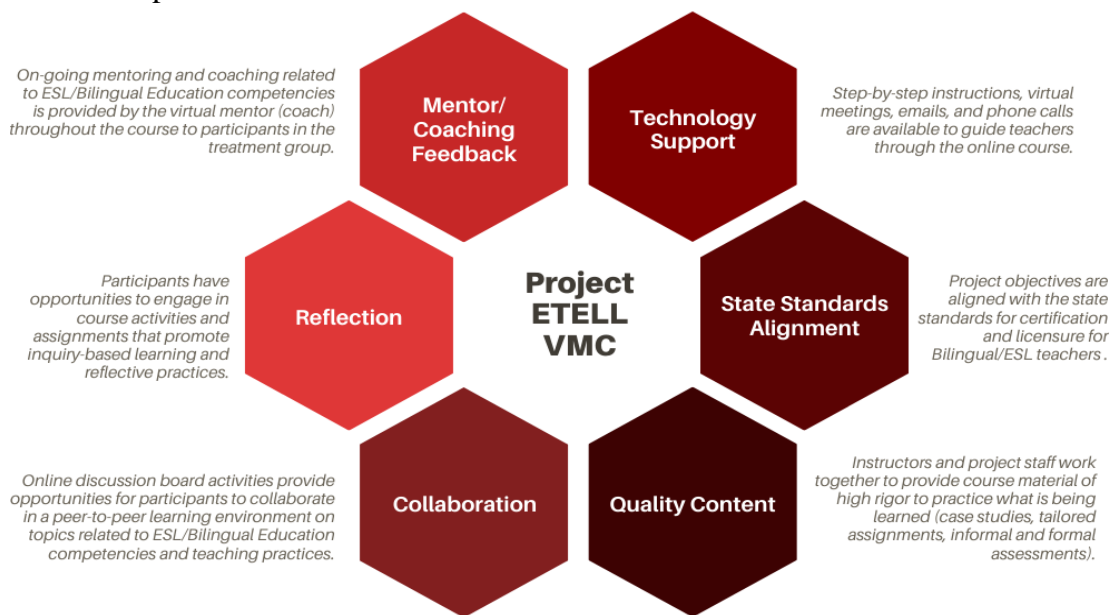 On-going mentoring and coaching related
to ESL/Bilingual Education competencies
is provided by the virtual mentor (coach)
throughout the course to participants in the
treatment group.
Mentor/
Coaching
Feedback
Technology
Support
Step-by-step instructions, virtual
meetings, emails, and phone calls
are available to guide teachers
through the online course.
Participants have
opportunities to engage in
course activities and
assignments that promote
inquiry-based learning and
reflective practices.
Reflection
Project
ETELL
VMC
State Standards
Alignment
Project objectives are
aligned with the state
standards for certification
and licensure for
Bilingual/ESL teachers .
Online discussion board activities provide
opportunities for participants to collaborate
in a peer-to-peer learning environment on
topics related to ESL/Bilingual Education
competencies and teaching practices.
Collaboration
Quality Content
Instructors and project staff work
together to provide course material of
high rigor to practice what is being
learned (case studies, tailored
assignments, informal and formal
assessments).